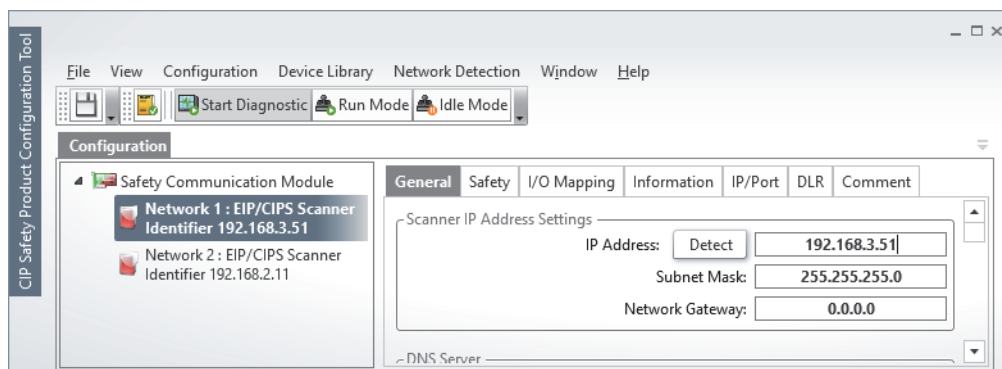 CIP Safety Product Configuration Tool
File View Configuration Device Library Network Detection Window Help
Start Diagnostic Run Mode Idle Mode
Configuration
Safety Communication Module
Network 1 : EIP/CIPS Scanner
Identifier 192.168.3.51
Network 2 : EIP/CIPS Scanner
Identifier 192.168.2.11
General Safety I/O Mapping Information IP/Port DLR Comment
Scanner IP Address Settings
IP Address: Detect 192.168.3.51
Subnet Mask: 255.255.255.0
Network Gateway: 0.0.0.0
DNS Server